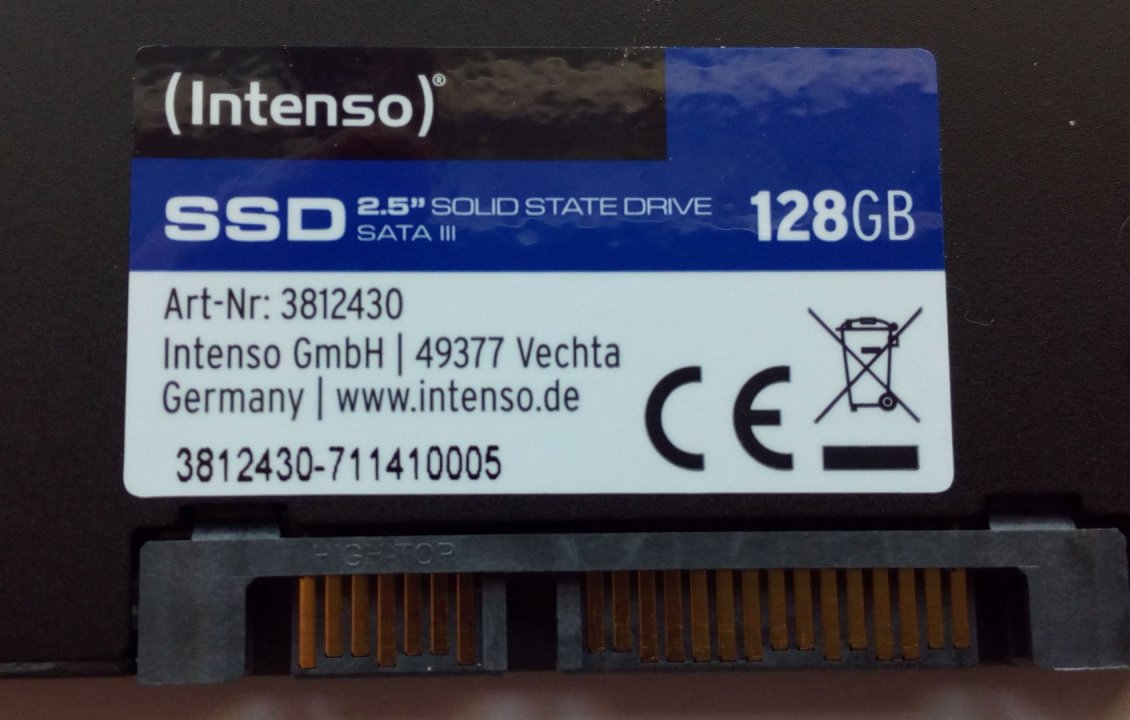 (Intenso)®
SSD 2.5” SOLID STATE DRIVE
SATA III
128GB
Art-Nr: 3812430
Intenso GmbH | 49377 Vechta
Germany | www.intenso.de
3812430-711410005
CE
HIGH-TOP